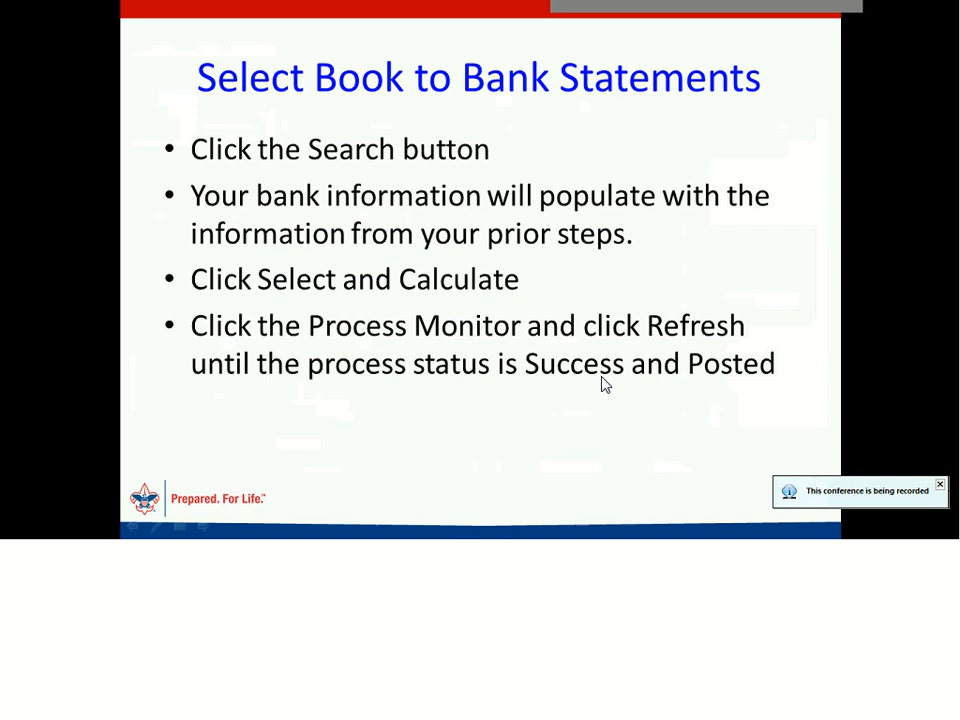 Select Book to Bank Statements
• Click the Search button
• Your bank information will populate with the
information from your prior steps.
• Click Select and Calculate
• Click the Process Monitor and click Refresh
until the process status is Success and Posted
Prepared. For Life.™
This conference is being recorded